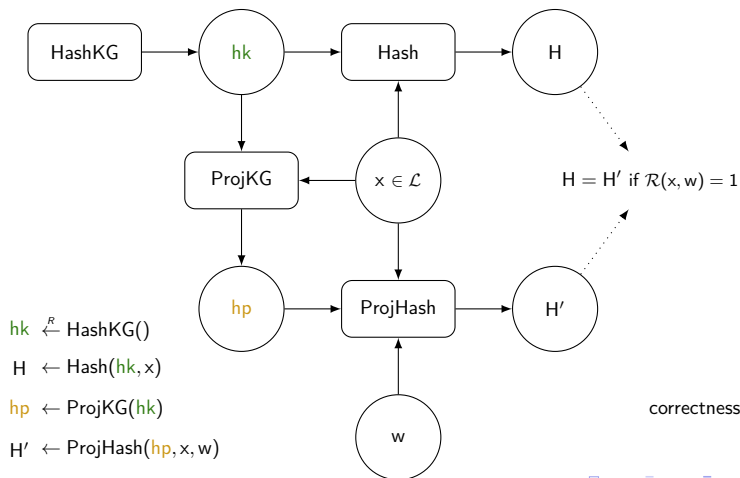 HashKG
hk
Hash
H
ProjKG
x ∈ ℒ
H = H′ if ℛ(x, w) = 1
hp
ProjHash
H′
hk ←ᴿ HashKG()
H ← Hash(hk, x)
hp ← ProjKG(hk)
correctness
w
H′ ← ProjHash(hp, x, w)